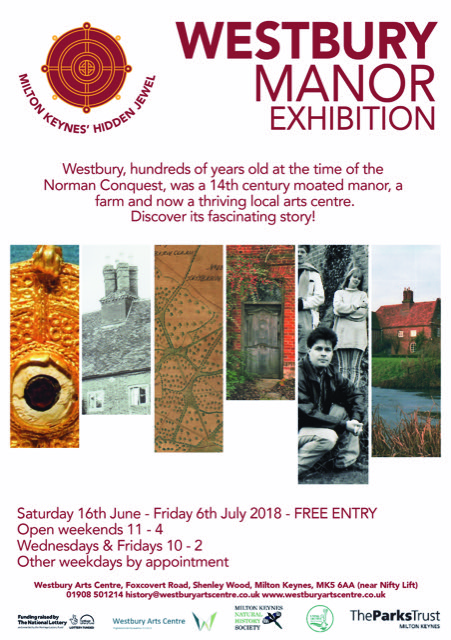 MILTON KEYNES' HIDDEN JEWEL
WESTBURY
MANOR
EXHIBITION
Westbury, hundreds of years old at the time of the
Norman Conquest, was a 14th century moated manor, a
farm and now a thriving local arts centre.
Discover its fascinating story!
Saturday 16th June - Friday 6th July 2018 - FREE ENTRY
Open weekends 11 - 4
Wednesdays & Fridays 10 - 2
Other weekdays by appointment
Westbury Arts Centre, Foxcovert Road, Shenley Wood, Milton Keynes, MK5 6AA (near Nifty Lift)
01908 501214 history@westburyartscentre.co.uk www.westburyartscentre.co.uk
Funding raised by
The National Lottery
LOTTERY FUNDED
Westbury Arts Centre
MILTON KEYNES
NATURAL
HISTORY
SOCIETY
TheParksTrust
MILTON KEYNES